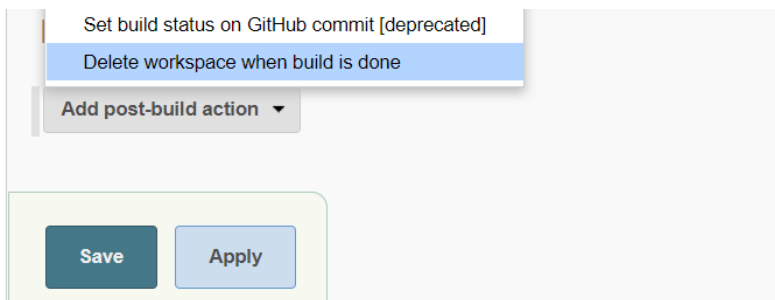 Set build status on GitHub commit [deprecated]
Delete workspace when build is done
Add post-build action
Save
Apply